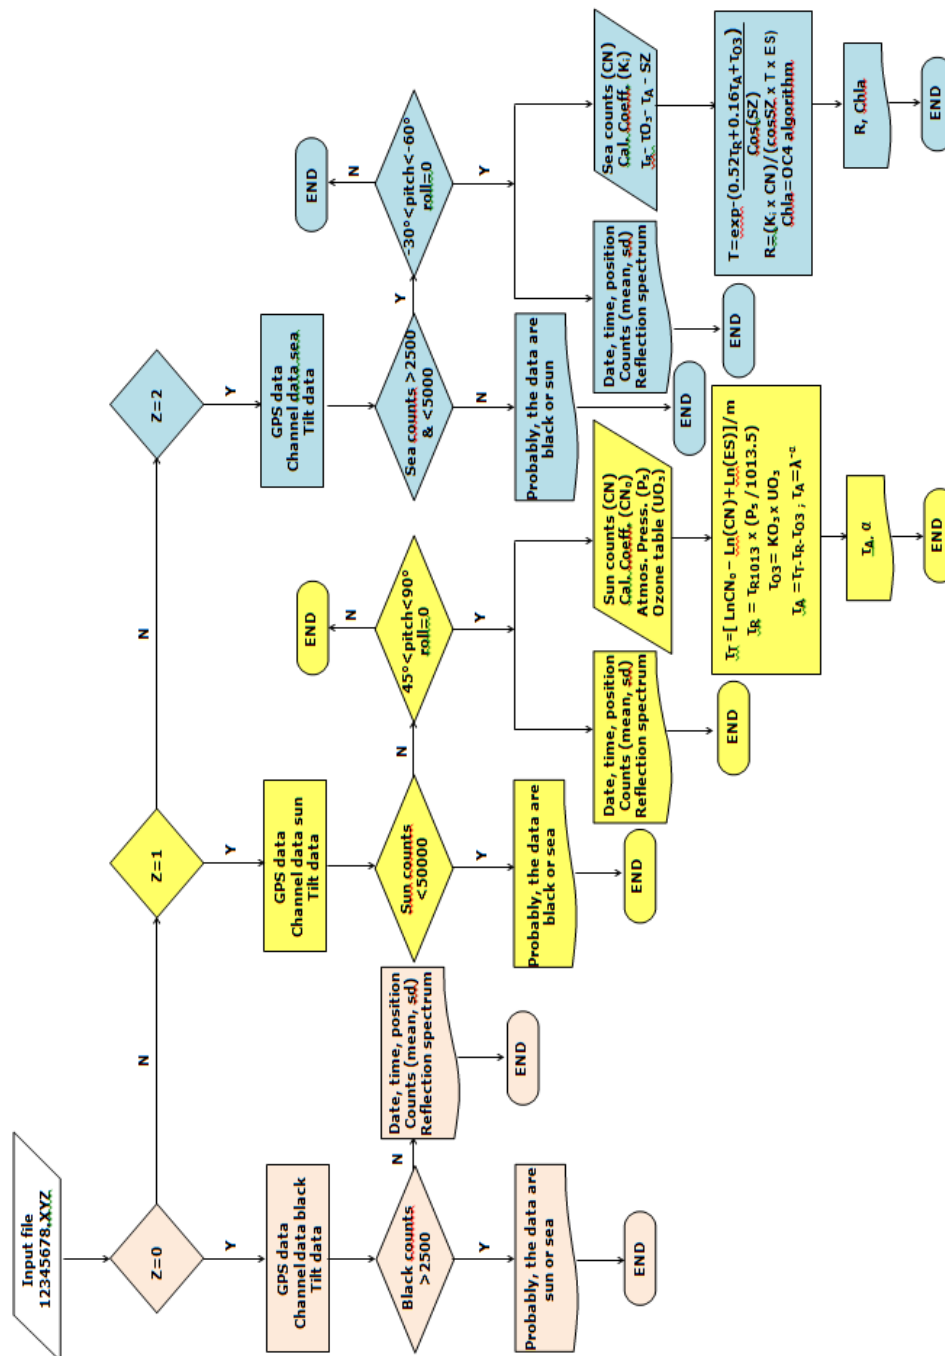 Input file
12345678.XYZ
Z=0
N
Y
GPS data
Channel data black
Tilt data
Black counts
>2500
N
Date, time, position
Counts (mean, sd)
Reflection spectrum
END
Y
Probably, the data are
sun or sea
END
Z=1
N
Y
GPS data
Channel data sun
Tilt data
Sun counts
<50000
Y
Probably, the data are
black or sea
END
N
45°<pitch<90°
roll=0
N
END
Y
Date, time, position
Counts (mean, sd)
Reflection spectrum
END
Sun counts (CN)
Cal. Coeff. (CN₀)
Atmos. Press. (Ps)
Ozone table (UO₃)
τT =[ LnCN₀ – Ln(CN)+Ln(ES)]/m
τR = τR1013 x (Ps /1013.5)
τO3= KO₃ x UO₃
τA =τT-τR-τO3 ; τA=λ⁻ᵅ
τA, α
END
Z=2
Y
GPS data
Channel data sea
Tilt data
Sea counts >2500
& <5000
N
Probably, the data are
black or sun
END
Y
-30°<pitch<-60°
roll=0
N
END
Y
Date, time, position
Counts (mean, sd)
Reflection spectrum
END
Sea counts (CN)
Cal. Coeff. (Ki)
τR– τO₃– τA – SZ
T=exp-(0.52τR+0.16τA+τO3)
Cos(SZ)
R=(Ki x CN)/(cosSZ x T x ES)
Chla=OC4 algorithm
R, Chla
END